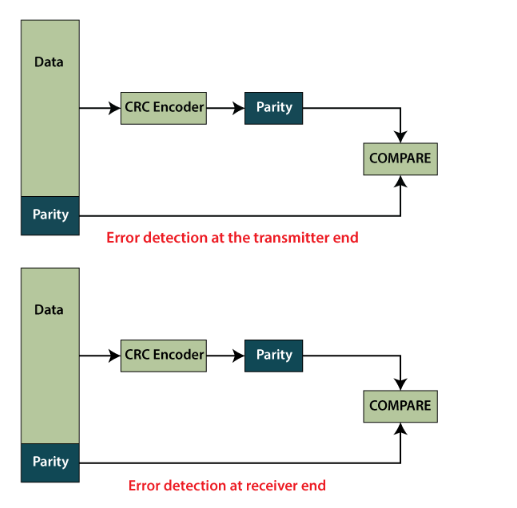 Data
CRC Encoder
Parity
COMPARE
Parity
Error detection at the transmitter end
Data
CRC Encoder
Parity
COMPARE
Parity
Error detection at receiver end